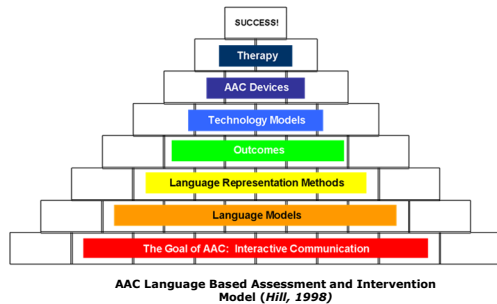 SUCCESS!
Therapy
AAC Devices
Technology Models
Outcomes
Language Representation Methods
Language Models
The Goal of AAC: Interactive Communication
AAC Language Based Assessment and Intervention
Model (Hill, 1998)